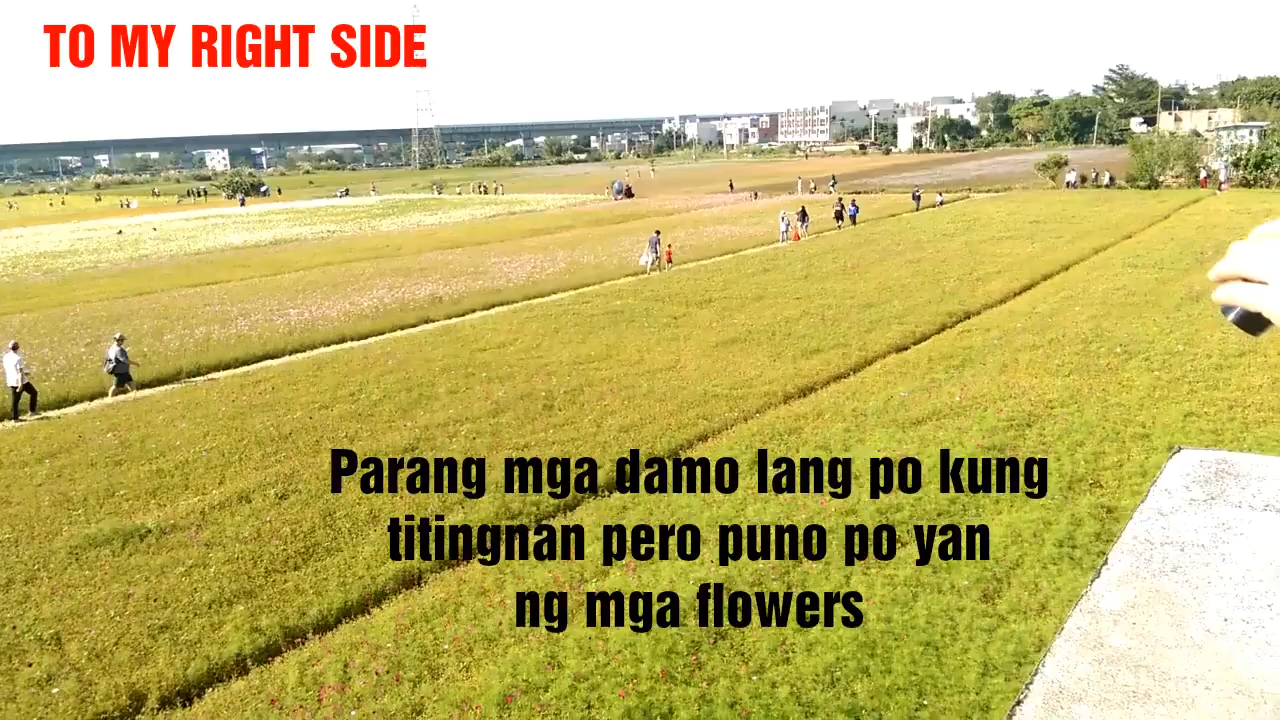 TO MY RIGHT SIDE
Parang mga damo lang po kung
titingnan pero puno po yan
ng mga flowers